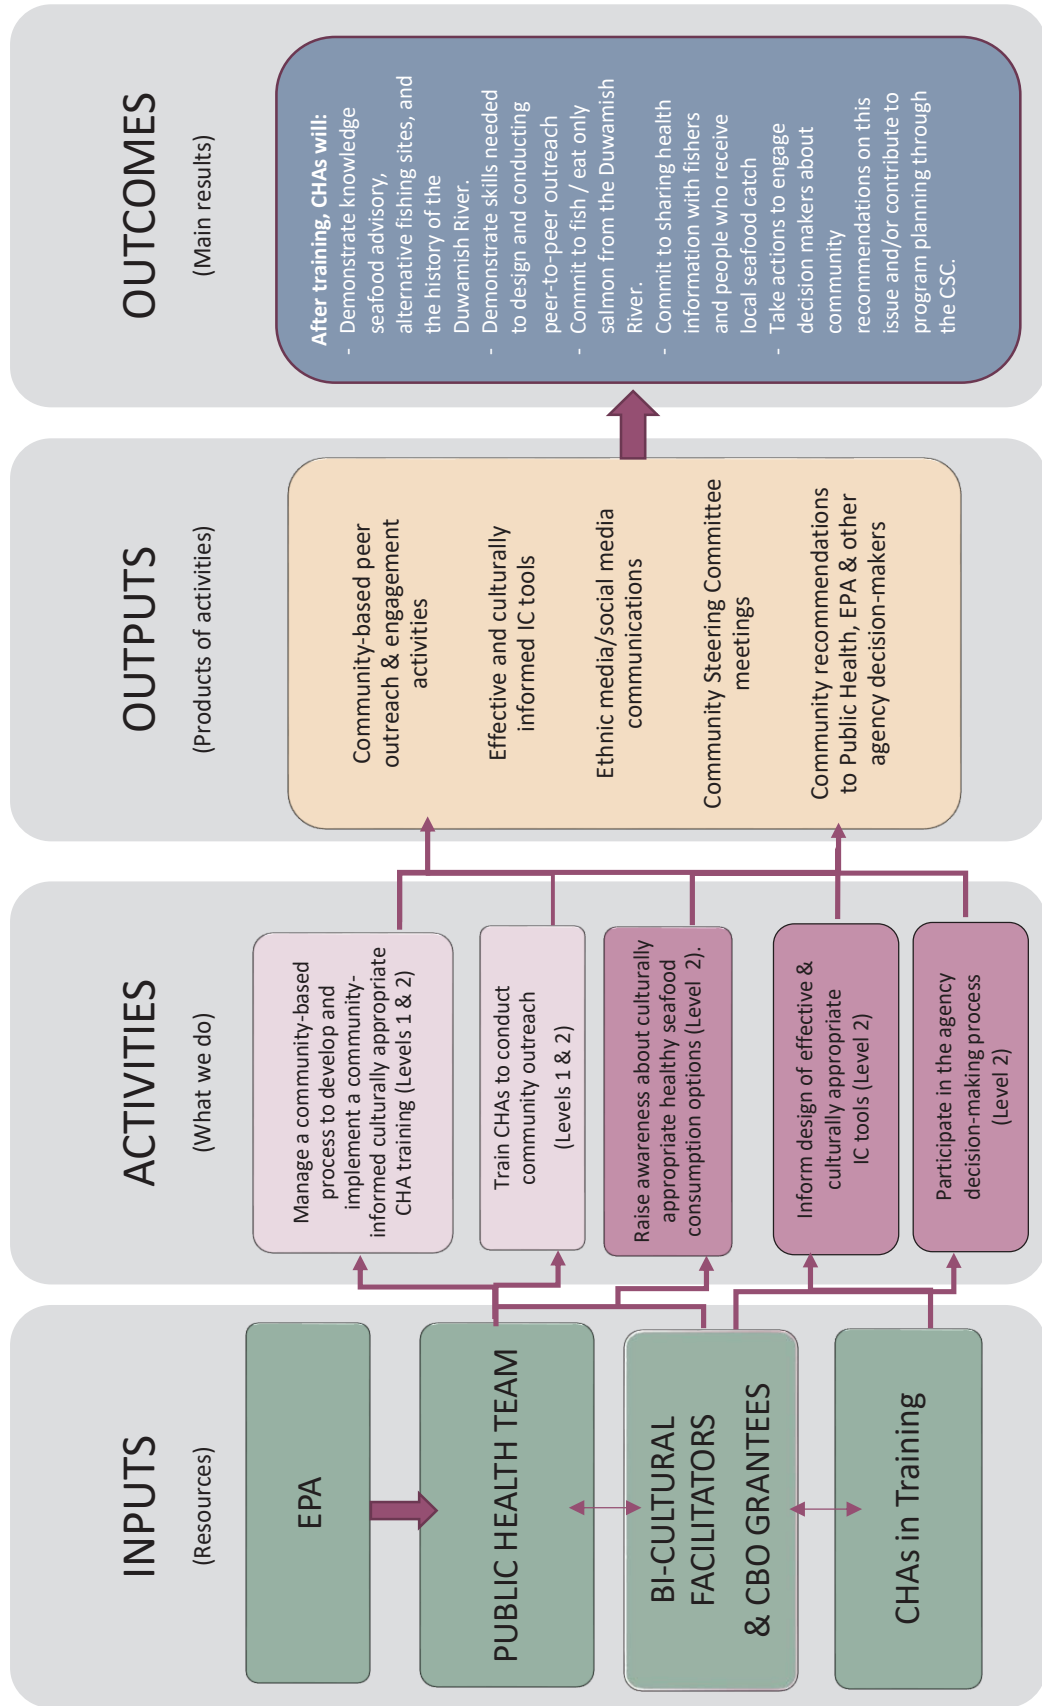 INPUTS
(Resources)
EPA
PUBLIC HEALTH TEAM
BI-CULTURAL
FACILITATORS
& CBO GRANTEES
CHAs in Training
ACTIVITIES
(What we do)
Manage a community-based
process to develop and
implement a community-
informed culturally appropriate
CHA training (Levels 1 & 2)
Train CHAs to conduct
community outreach
(Levels 1 & 2)
Raise awareness about culturally
appropriate healthy seafood
consumption options (Level 2).
Inform design of effective &
culturally appropriate
IC tools (Level 2)
Participate in the agency
decision-making process
(Level 2)
OUTPUTS
(Products of activities)
Community-based peer
outreach & engagement
activities
Effective and culturally
informed IC tools
Ethnic media/social media
communications
Community Steering Committee
meetings
Community recommendations
to Public Health, EPA & other
agency decision-makers
OUTCOMES
(Main results)
After training, CHAs will:
- Demonstrate knowledge
seafood advisory,
alternative fishing sites, and
the history of the
Duwamish River.
- Demonstrate skills needed
to design and conducting
peer-to-peer outreach
- Commit to fish / eat only
salmon from the Duwamish
River.
- Commit to sharing health
information with fishers
and people who receive
local seafood catch
- Take actions to engage
decision makers about
community
recommendations on this
issue and/or contribute to
program planning through
the CSC.